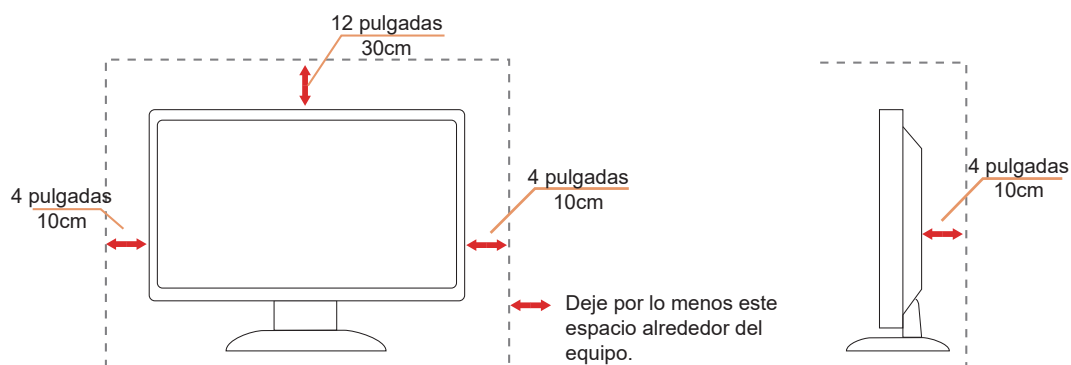 12 pulgadas
30cm
4 pulgadas
10cm
4 pulgadas
10cm
4 pulgadas
10cm
Deje por lo menos este
espacio alrededor del
equipo.